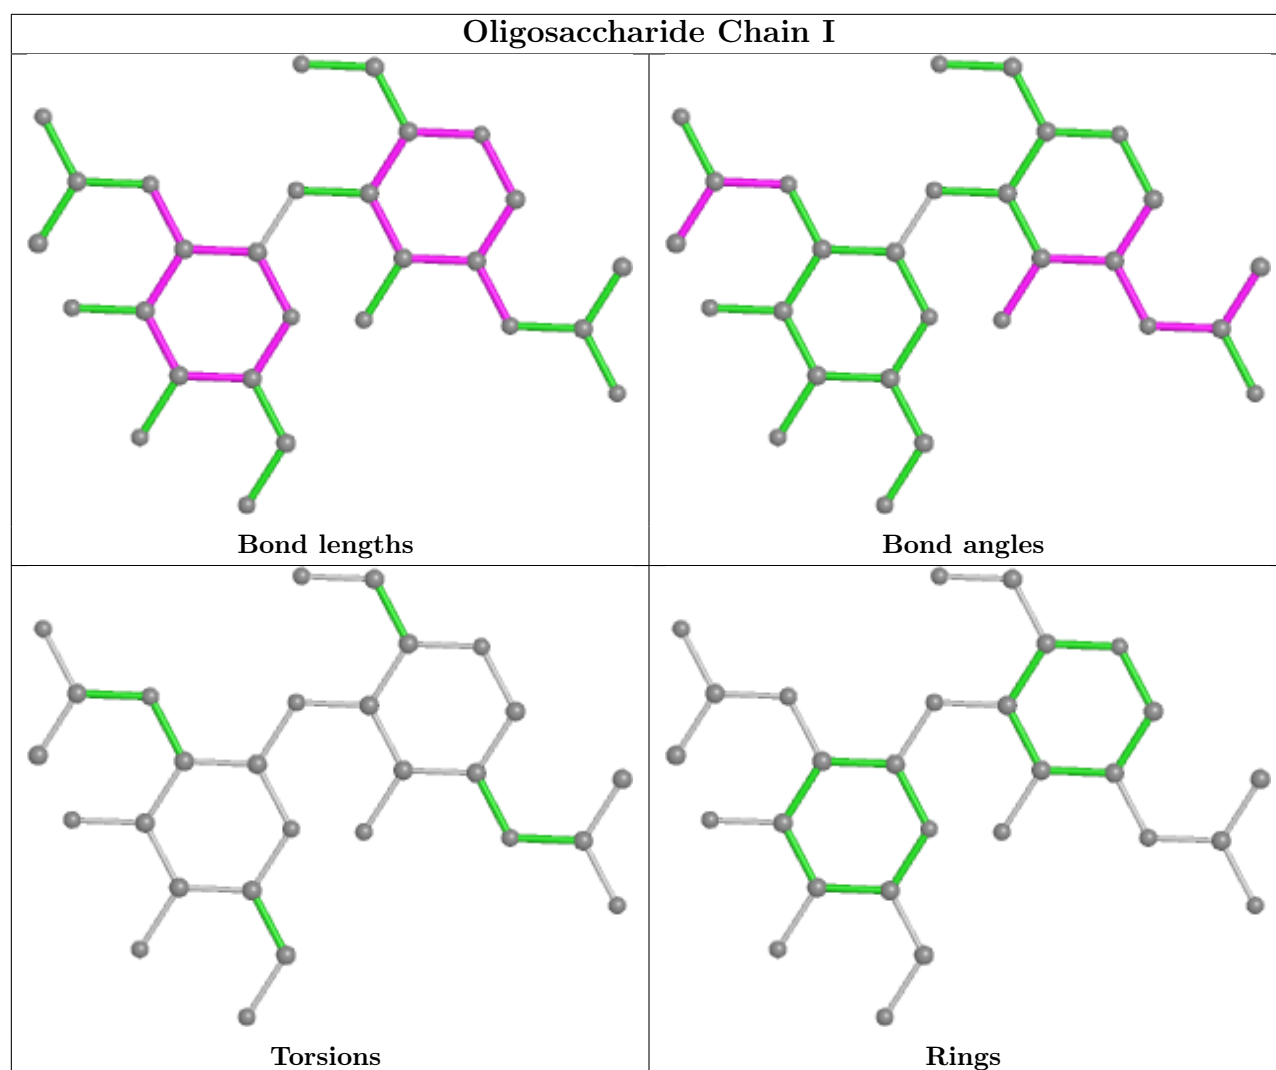 Oligosaccharide Chain I
Bond lengths
Bond angles
Torsions
Rings